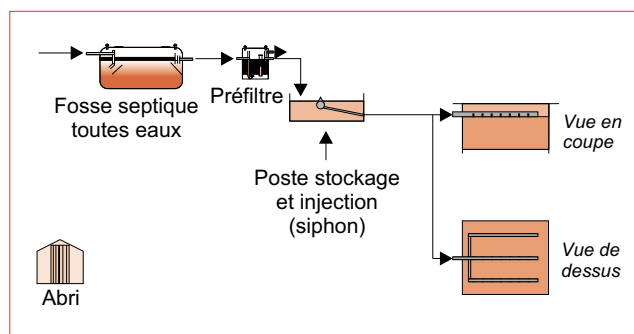 Fosse septique
toutes eaux
Préfiltre
Poste stockage
et injection
(siphon)
Vue en
coupe
Vue de
dessus
Abri